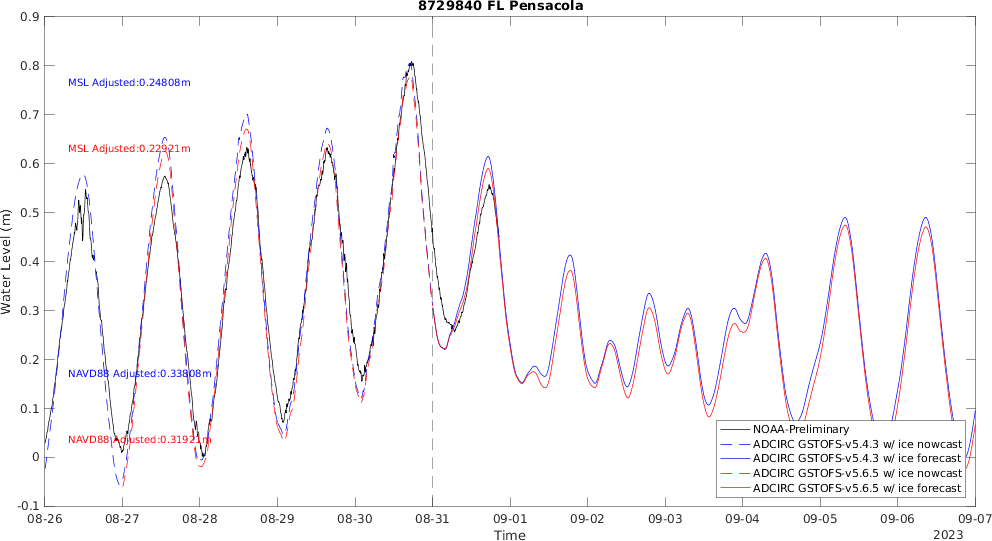 8729840 FL Pensacola
0.9
0.8
MSL Adjusted:0.24808m
0.7
MSL Adjusted:0.22921m
0.6
0.5
0.4
0.3
0.2
NAVD88 Adjusted:0.33808m
0.1
NAVD88 Adjusted:0.31921m
0
-0.1
Water Level (m)
NOAA-Preliminary
ADCIRC GSTOFS-v5.4.3 w/ ice nowcast
ADCIRC GSTOFS-v5.4.3 w/ ice forecast
ADCIRC GSTOFS-v5.6.5 w/ ice nowcast
ADCIRC GSTOFS-v5.6.5 w/ ice forecast
08-26 08-27 08-28 08-29 08-30 08-31 09-01 09-02 09-03 09-04 09-05 09-06 09-07
Time
2023